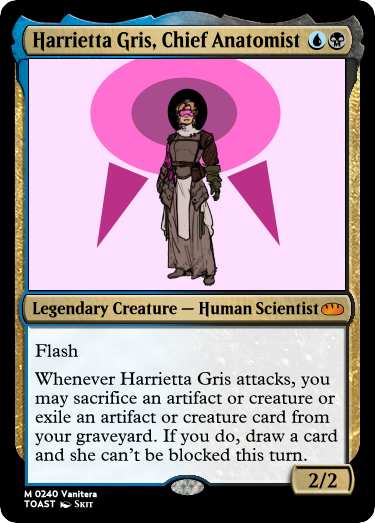 Harrietta Gris, Chief Anatomist
Legendary Creature — Human Scientist
Flash
Whenever Harrietta Gris attacks, you
may sacrifice an artifact or creature or
exile an artifact or creature card from
your graveyard. If you do, draw a card
and she can't be blocked this turn.
2/2
M 0240 Vanitera
TOAST Skit